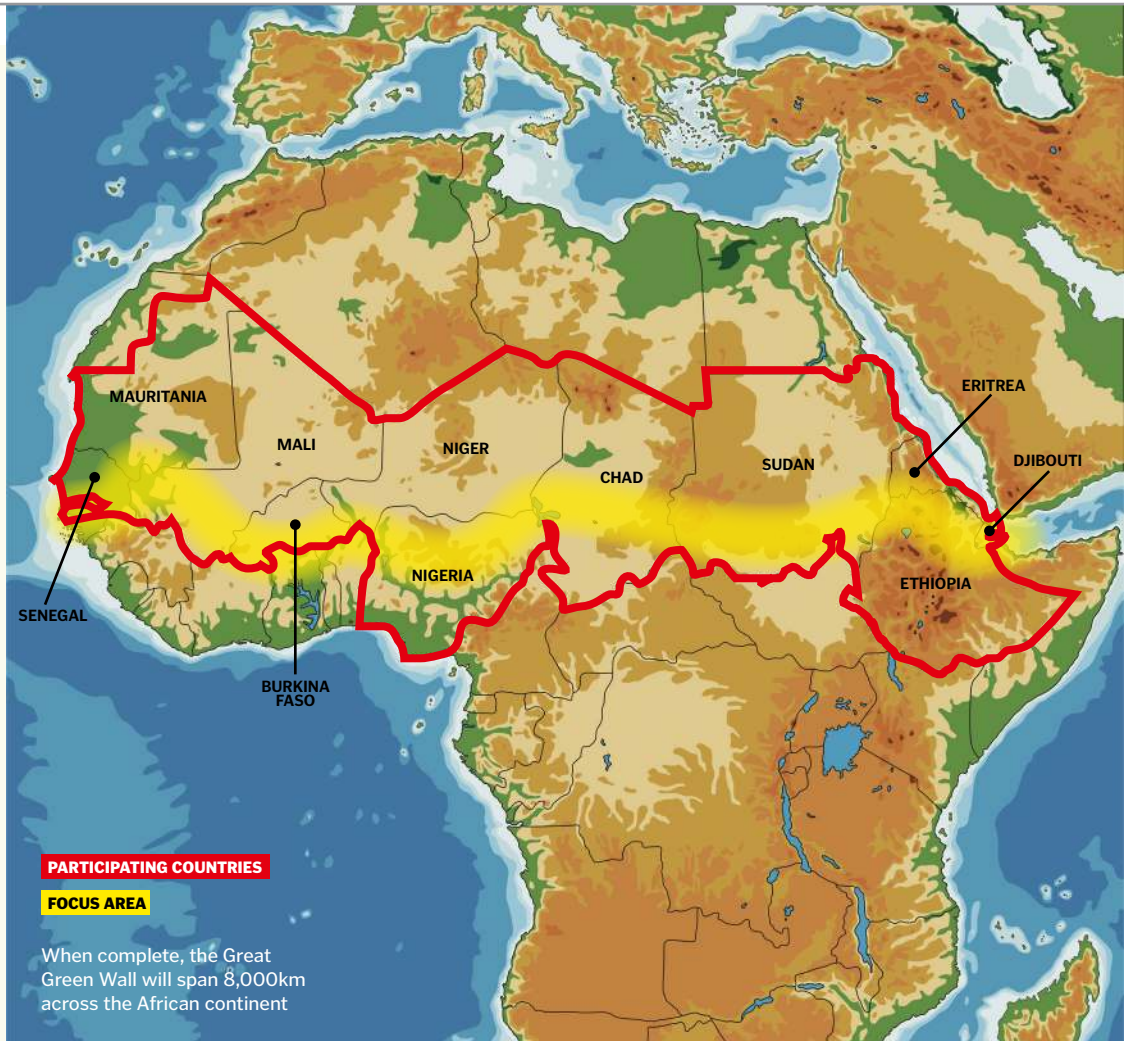 MAURITANIA
MALI
NIGER
CHAD
SUDAN
ERITREA
DJIBOUTI
NIGERIA
ETHIOPIA
SENEGAL
BURKINA
FASO
PARTICIPATING COUNTRIES
FOCUS AREA
When complete, the Great
Green Wall will span 8,000km
across the African continent